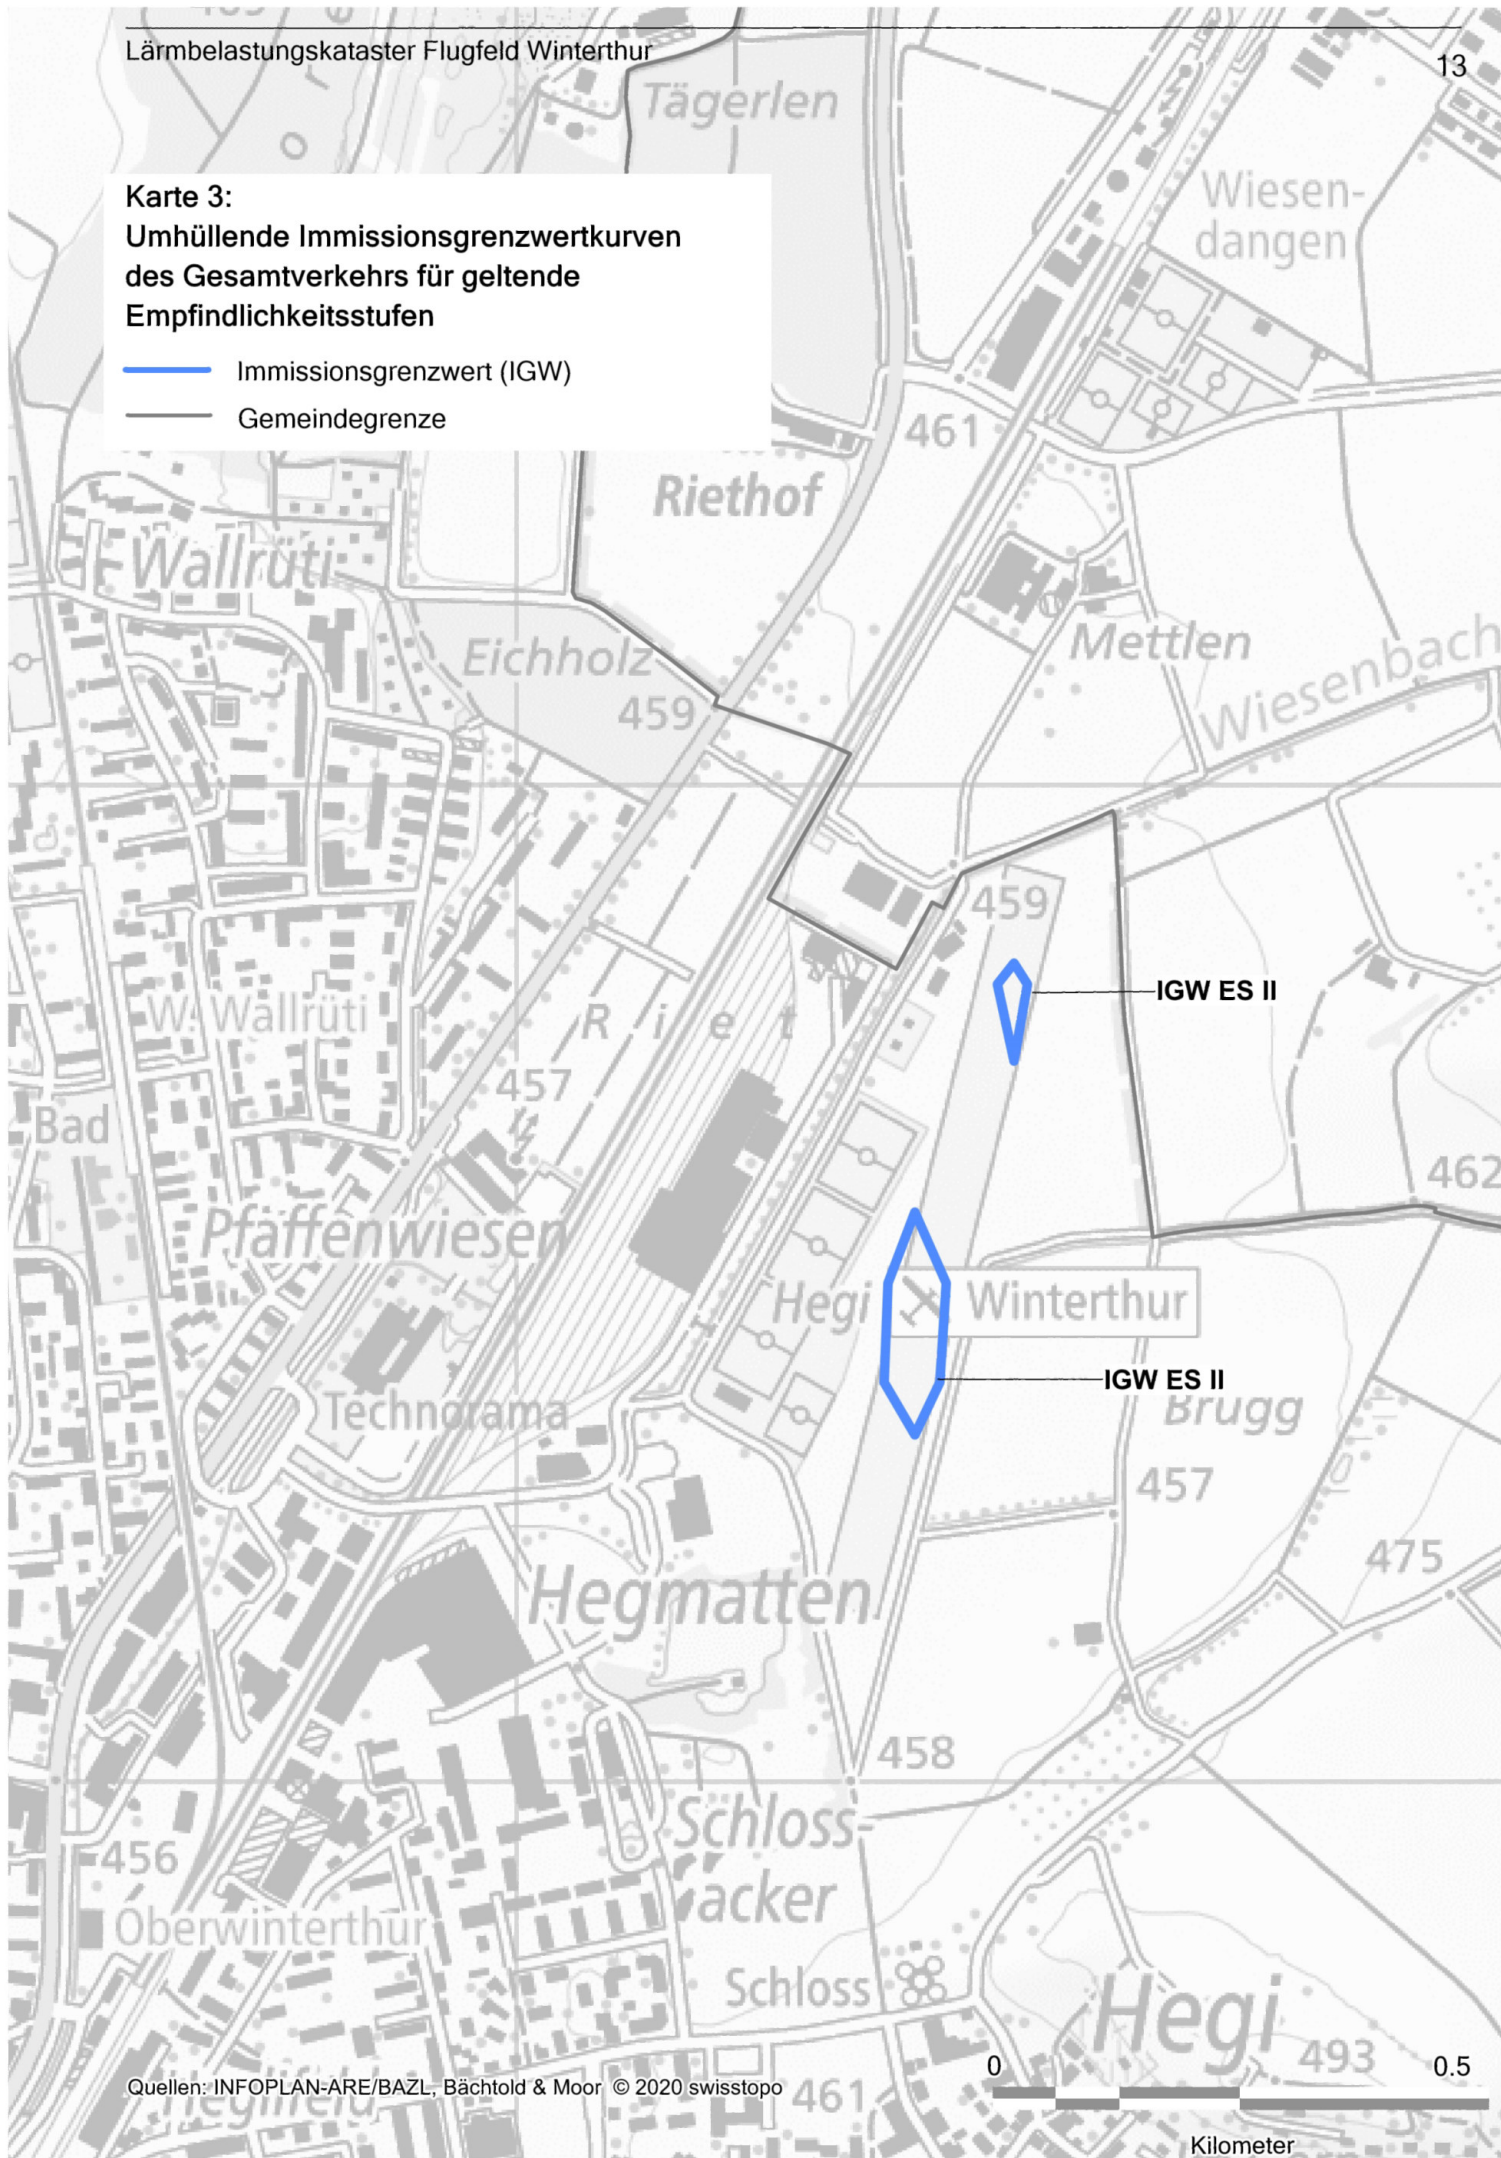 Lärmbelastungskataster Flugfeld Winterthur
13
Tägerlen
Wiesen-
dangen
Karte 3:
Umhüllende Immissionsgrenzwertkurven
des Gesamtverkehrs für geltende
Empfindlichkeitsstufen
Immissionsgrenzwert (IGW)
Gemeindegrenze
461
Riethof
Wallrüti
Eichholz
459
Mettlen
Wiesenbach
459
IGW ES II
W. Wallrüti
R i e t
457
Bad
462
Pfaffenwiesen
Hegi
Winterthur
IGW ES II
Technorama
Brugg
457
475
Hegmatten
458
Schloss-
äcker
456
Oberwinterthur
Schloss
Hegi
493
0
0.5
Quellen: INFOPLAN-ARE/BAZL, Bächtold & Moor © 2020 swisstopo
461
Hegifeld
Kilometer